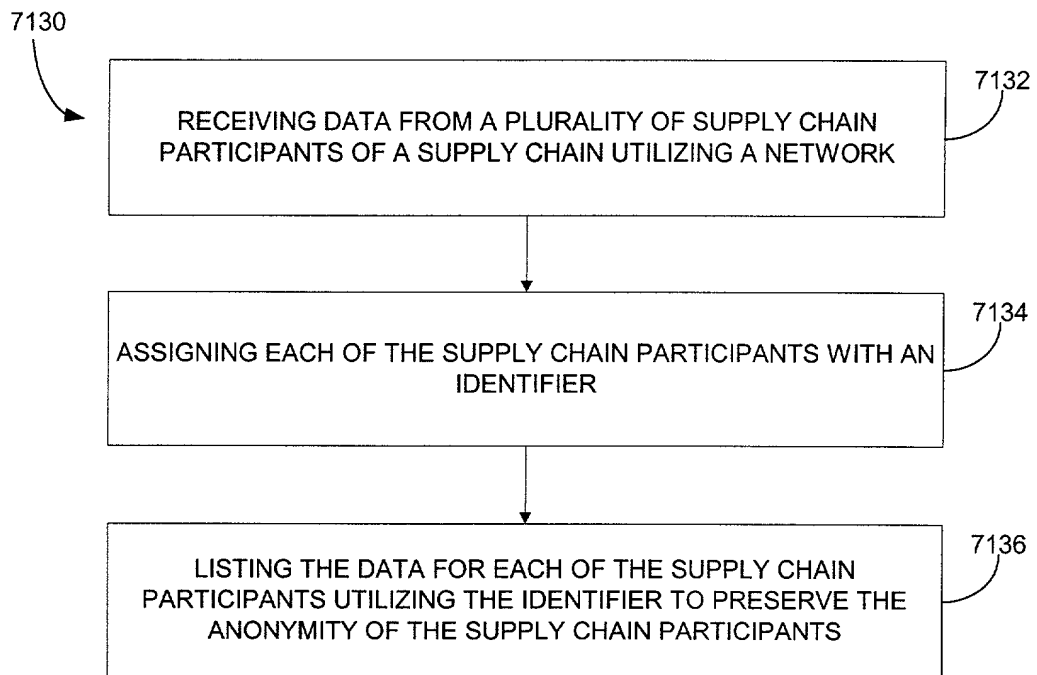 7130
7132
RECEIVING DATA FROM A PLURALITY OF SUPPLY CHAIN
PARTICIPANTS OF A SUPPLY CHAIN UTILIZING A NETWORK
7134
ASSIGNING EACH OF THE SUPPLY CHAIN PARTICIPANTS WITH AN
IDENTIFIER
7136
LISTING THE DATA FOR EACH OF THE SUPPLY CHAIN
PARTICIPANTS UTILIZING THE IDENTIFIER TO PRESERVE THE
ANONYMITY OF THE SUPPLY CHAIN PARTICIPANTS